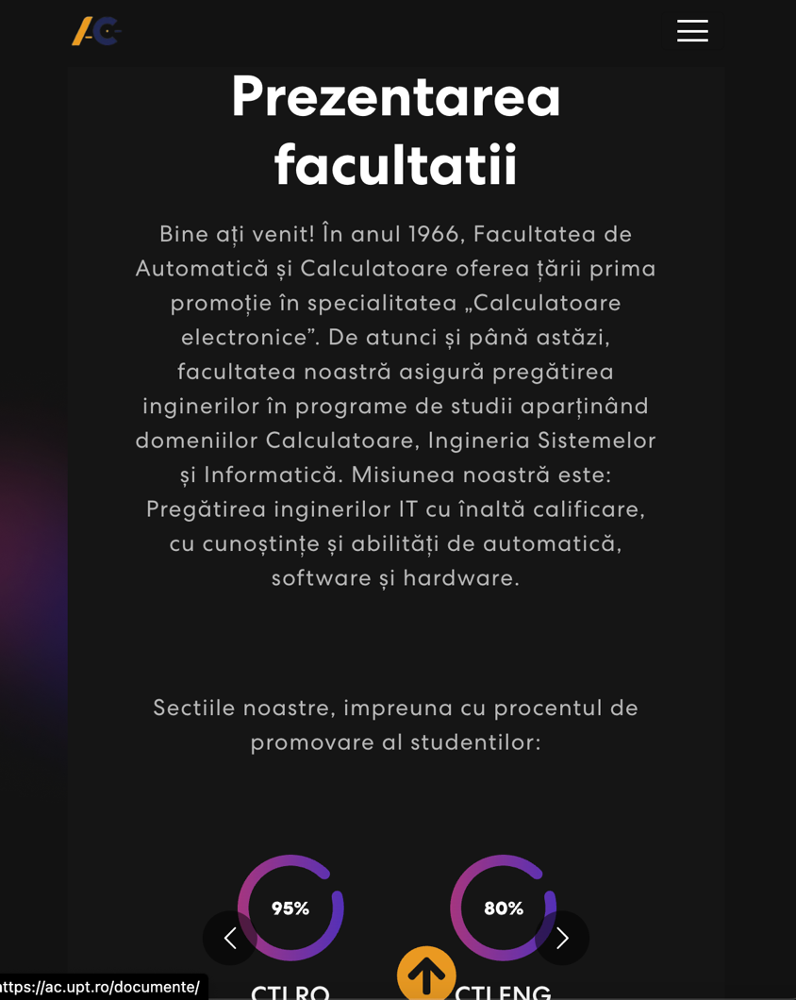 AC
Prezentarea
facultatii
Bine ați venit! În anul 1966, Facultatea de
Automatică și Calculatoare oferea țării prima
promoție în specialitatea „Calculatoare
electronice”. De atunci și până astăzi,
facultatea noastră asigură pregătirea
inginerilor în programe de studii aparținând
domeniilor Calculatoare, Ingineria Sistemelor
și Informatică. Misiunea noastră este:
Pregătirea inginerilor IT cu înaltă calificare,
cu cunoștințe și abilități de automatică,
software și hardware.
Sectiile noastre, impreuna cu procentul de
promovare al studentilor:
95% 80%
ttps://ac.upt.ro/documente/
CTI RO CTI ENG